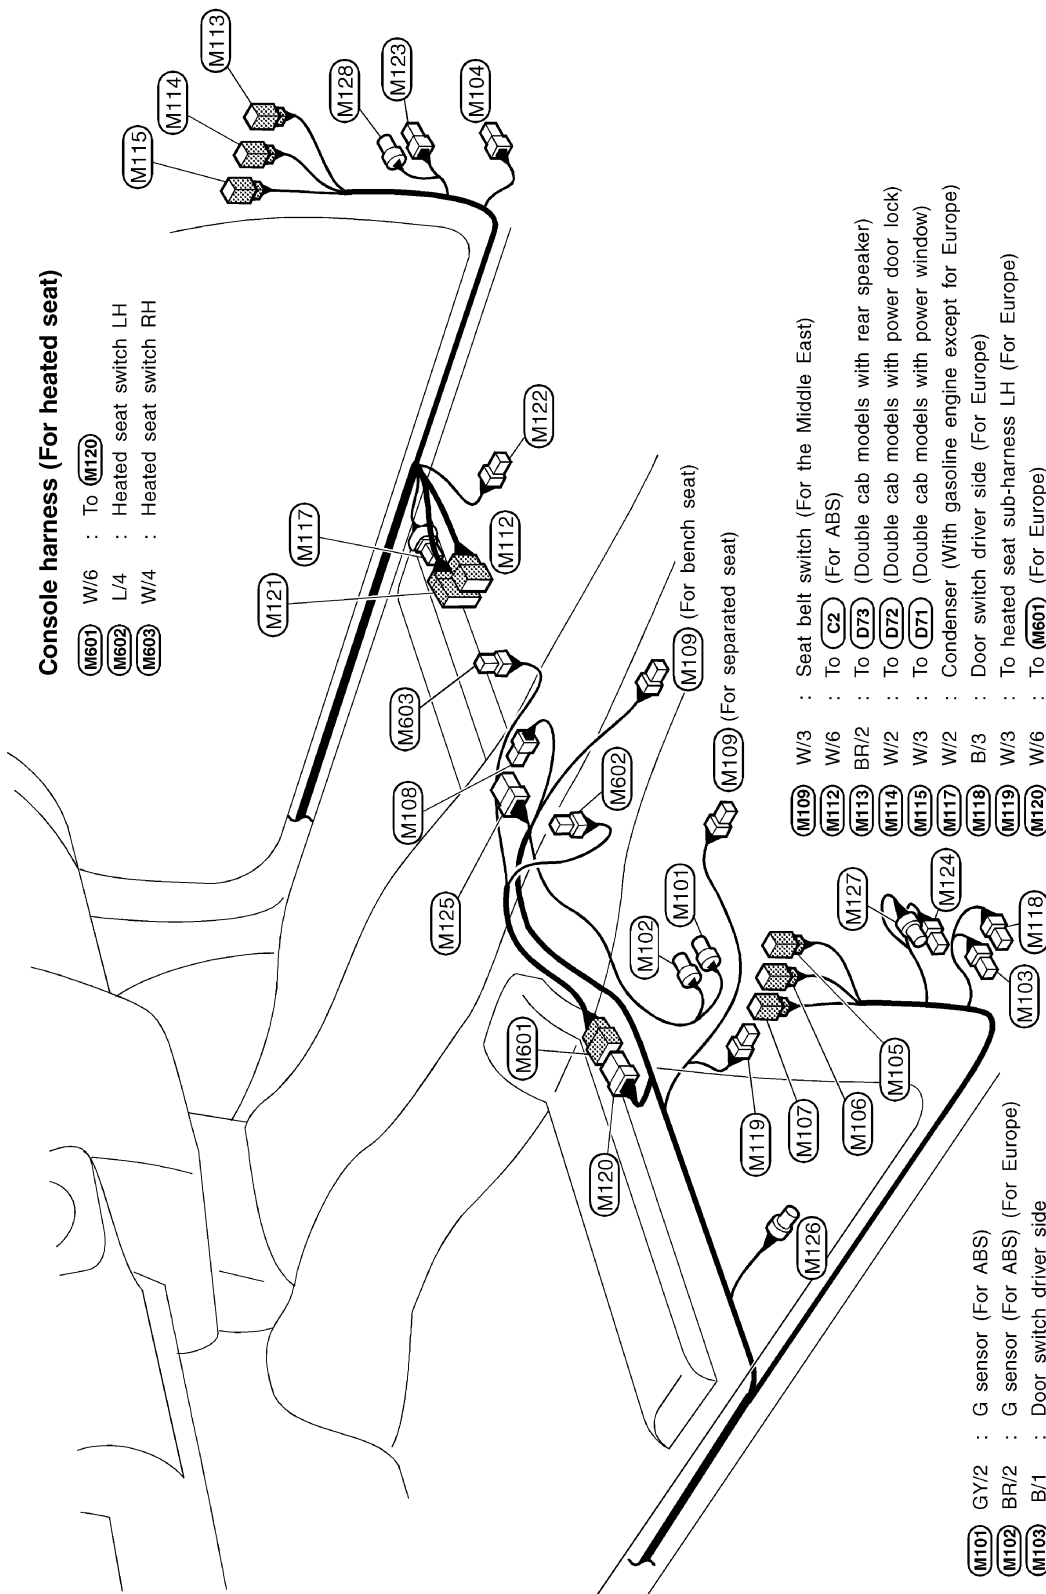 Console harness (For heated seat)
M601 W/6 : To M120
M602 L/4 : Heated seat switch LH
M603 W/4 : Heated seat switch RH
M115
M114
M113
M128
M123
M104
M121
M117
M112
M122
M603
M108
M125
M602
M109 (For bench seat)
M109 (For separated seat)
M102
M101
M601
M120
M119
M107
M106
M105
M126
M127
M124
M103
M118
M101 GY/2 : G sensor (For ABS)
M102 BR/2 : G sensor (For ABS) (For Europe)
M103 B/1 : Door switch driver side
M109 W/3 : Seat belt switch (For the Middle East)
M112 W/6 : To C2 (For ABS)
M113 BR/2 : To D73 (Double cab models with rear speaker)
M114 W/2 : To D72 (Double cab models with power door lock)
M115 W/3 : To D71 (Double cab models with power window)
M117 W/2 : Condenser (With gasoline engine except for Europe)
M118 B/3 : Door switch driver side (For Europe)
M119 W/3 : To heated seat sub-harness LH (For Europe)
M120 W/6 : To M601 (For Europe)